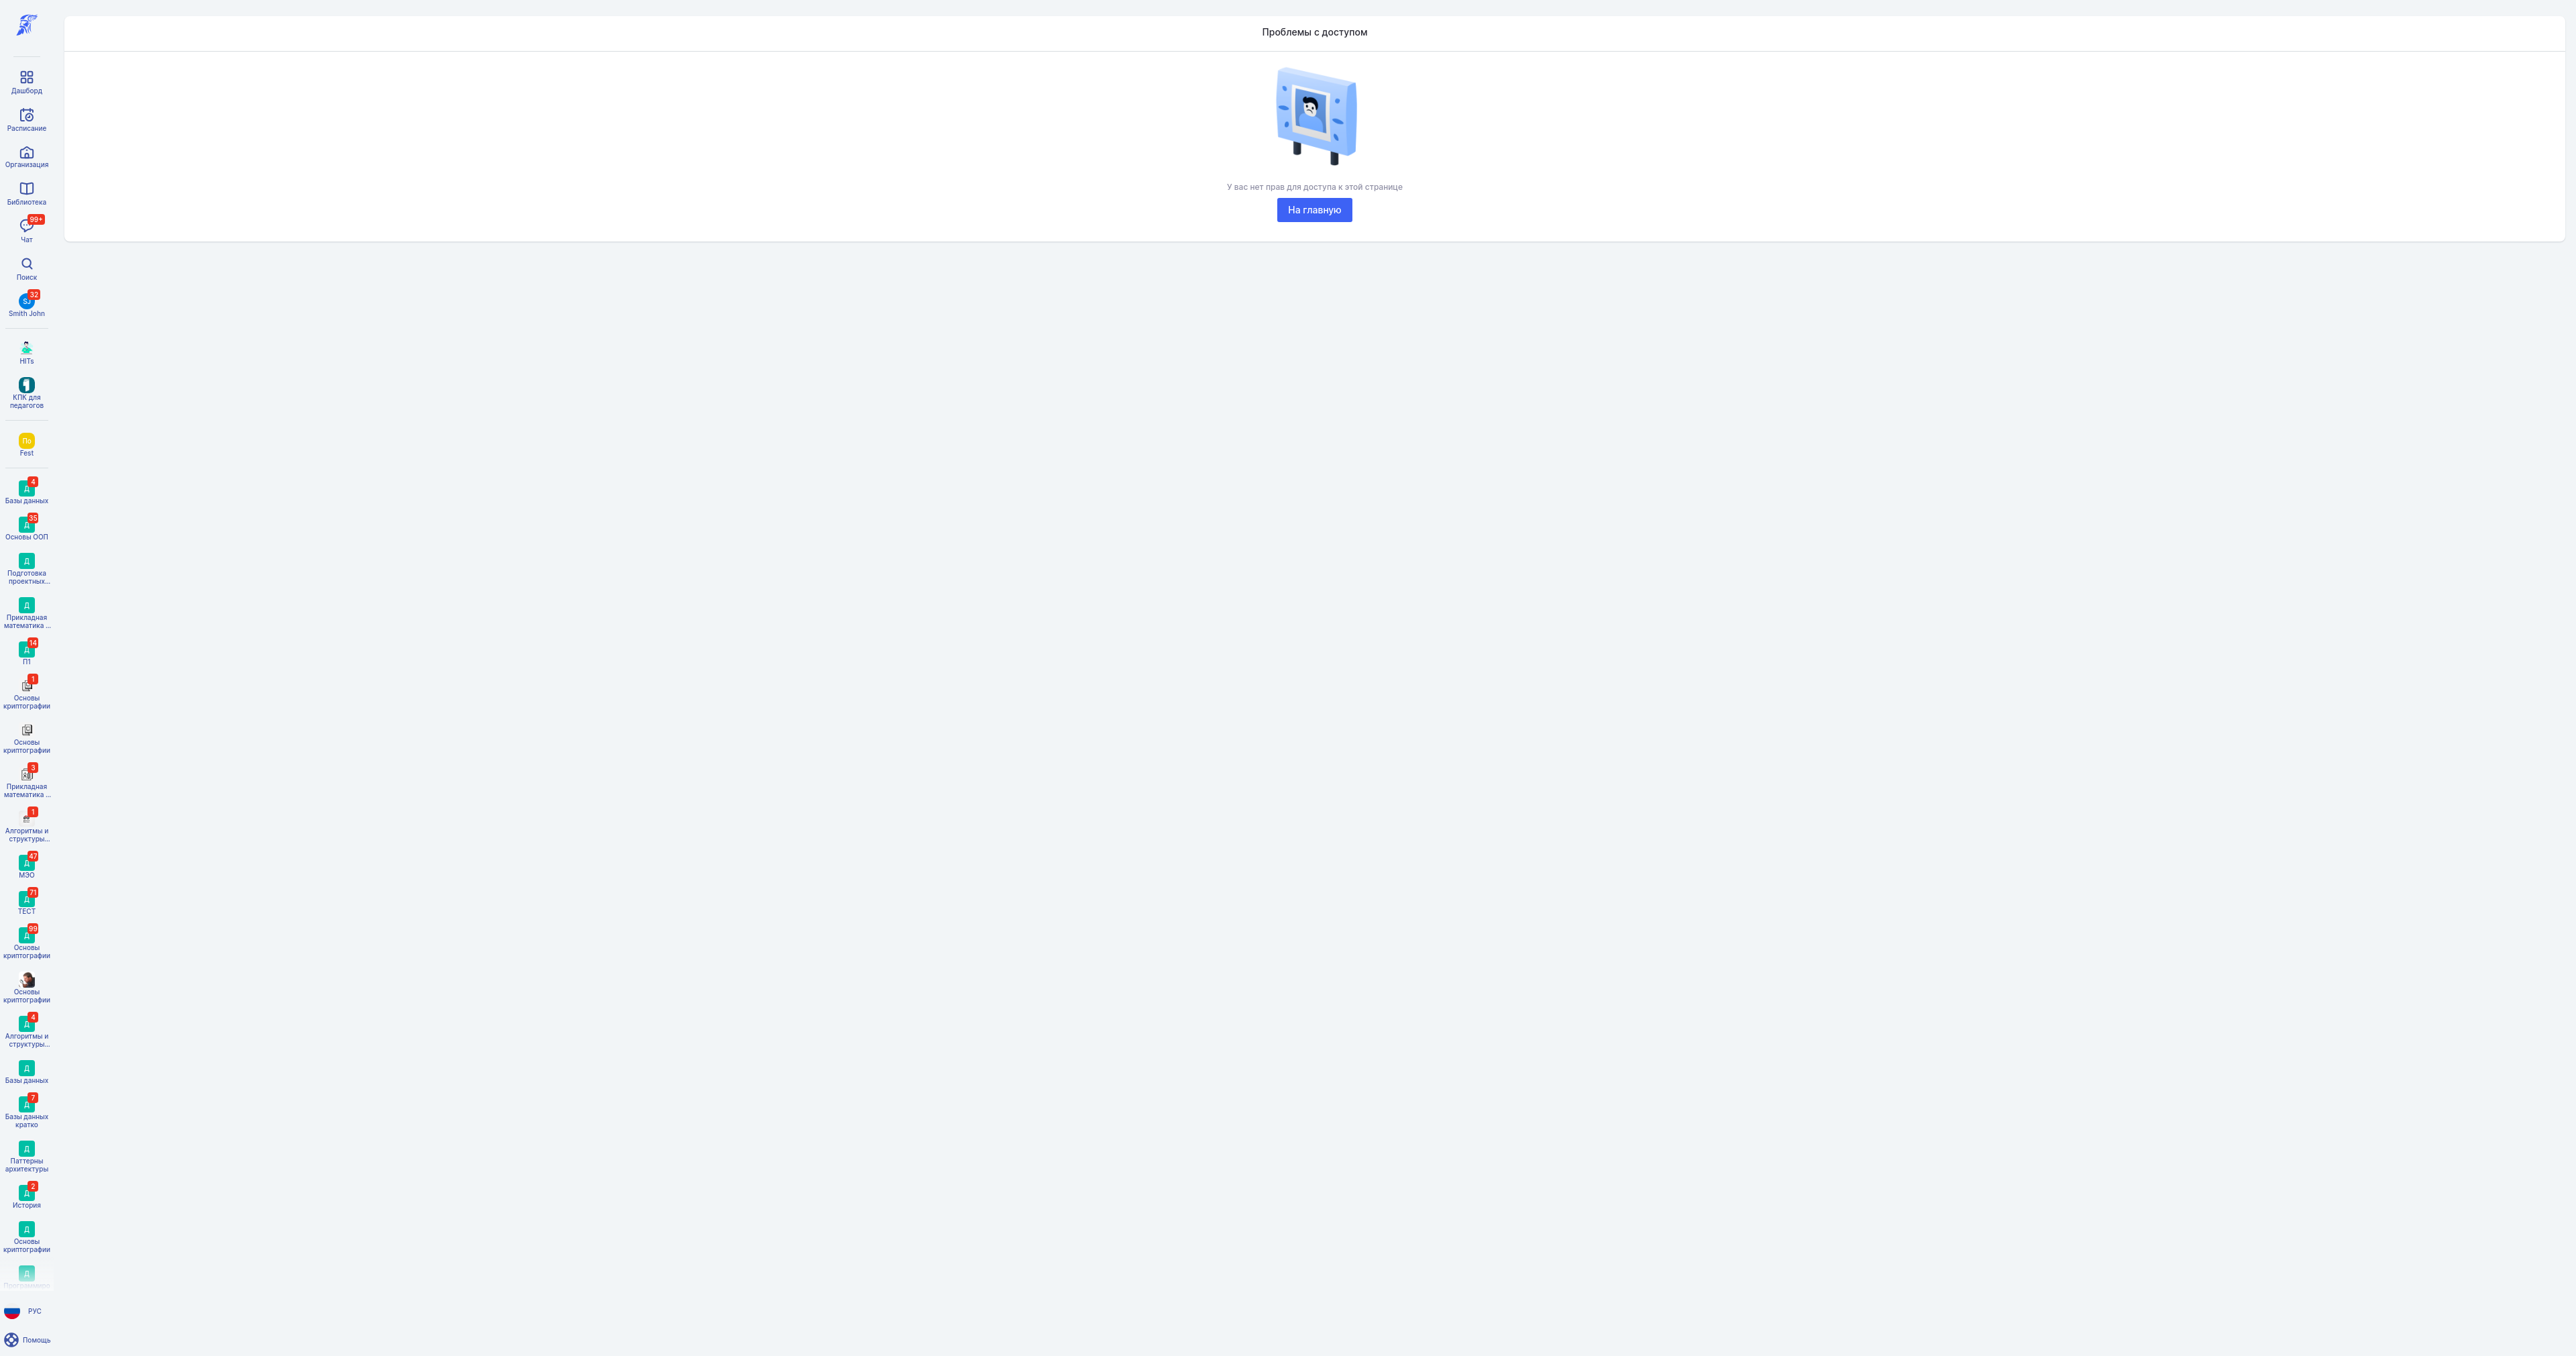 Проблемы с доступом
У вас нет прав для доступа к этой странице
На главную
Дашборд
Расписание
Организация
Библиотека
99+
Чат
Поиск
SJ
32
Smith John
HITs
КПК для
педагогов
Па
Fest
Д
4
Базы данных
Д
35
Основы ООП
Д
Подготовка
проектных...
Д
Прикладная
математика ...
Д
14
П1
1
Основы
криптографии
Основы
криптографии
3
Прикладная
математика ...
1
Алгоритмы и
структуры...
Д
47
МЭО
Д
71
ТЕСТ
Д
99
Основы
криптографии
Основы
криптографии
Д
4
Алгоритмы и
структуры...
Д
Базы данных
Д
7
Базы данных
кратко
Д
Паттерны
архитектуры
Д
2
История
Д
Основы
криптографии
Д
РУС
Помощь